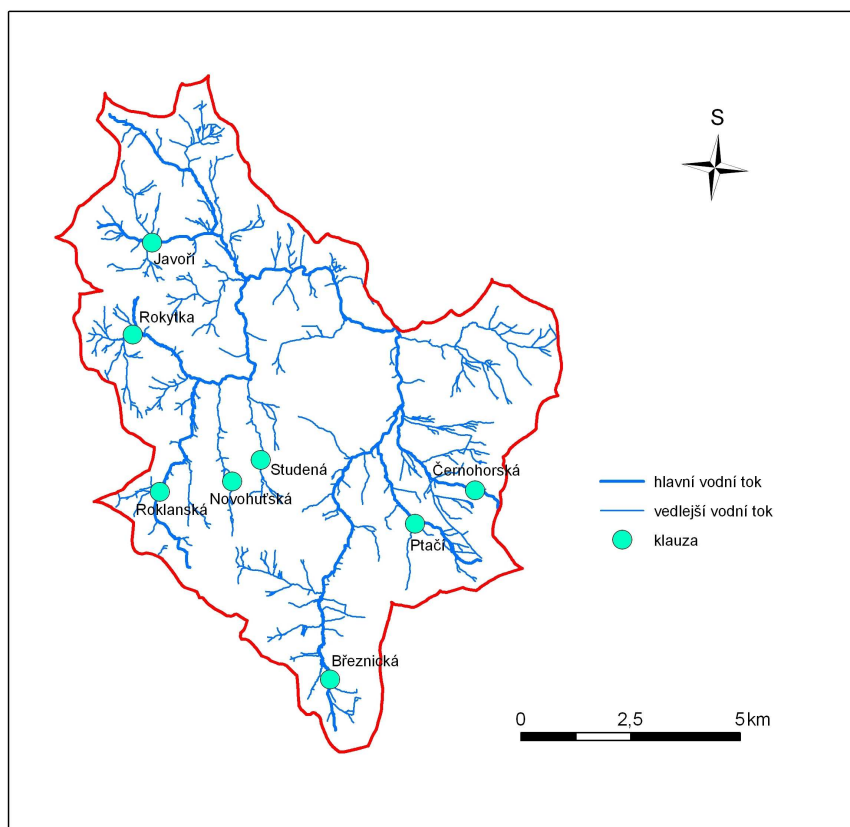 S
Javoří
Rokytka
Studená
Černohorská
Novohuťská
Roklanská
Ptačí
Březnická
hlavní vodní tok
vedlejší vodní tok
klauza
0 2,5 5 km